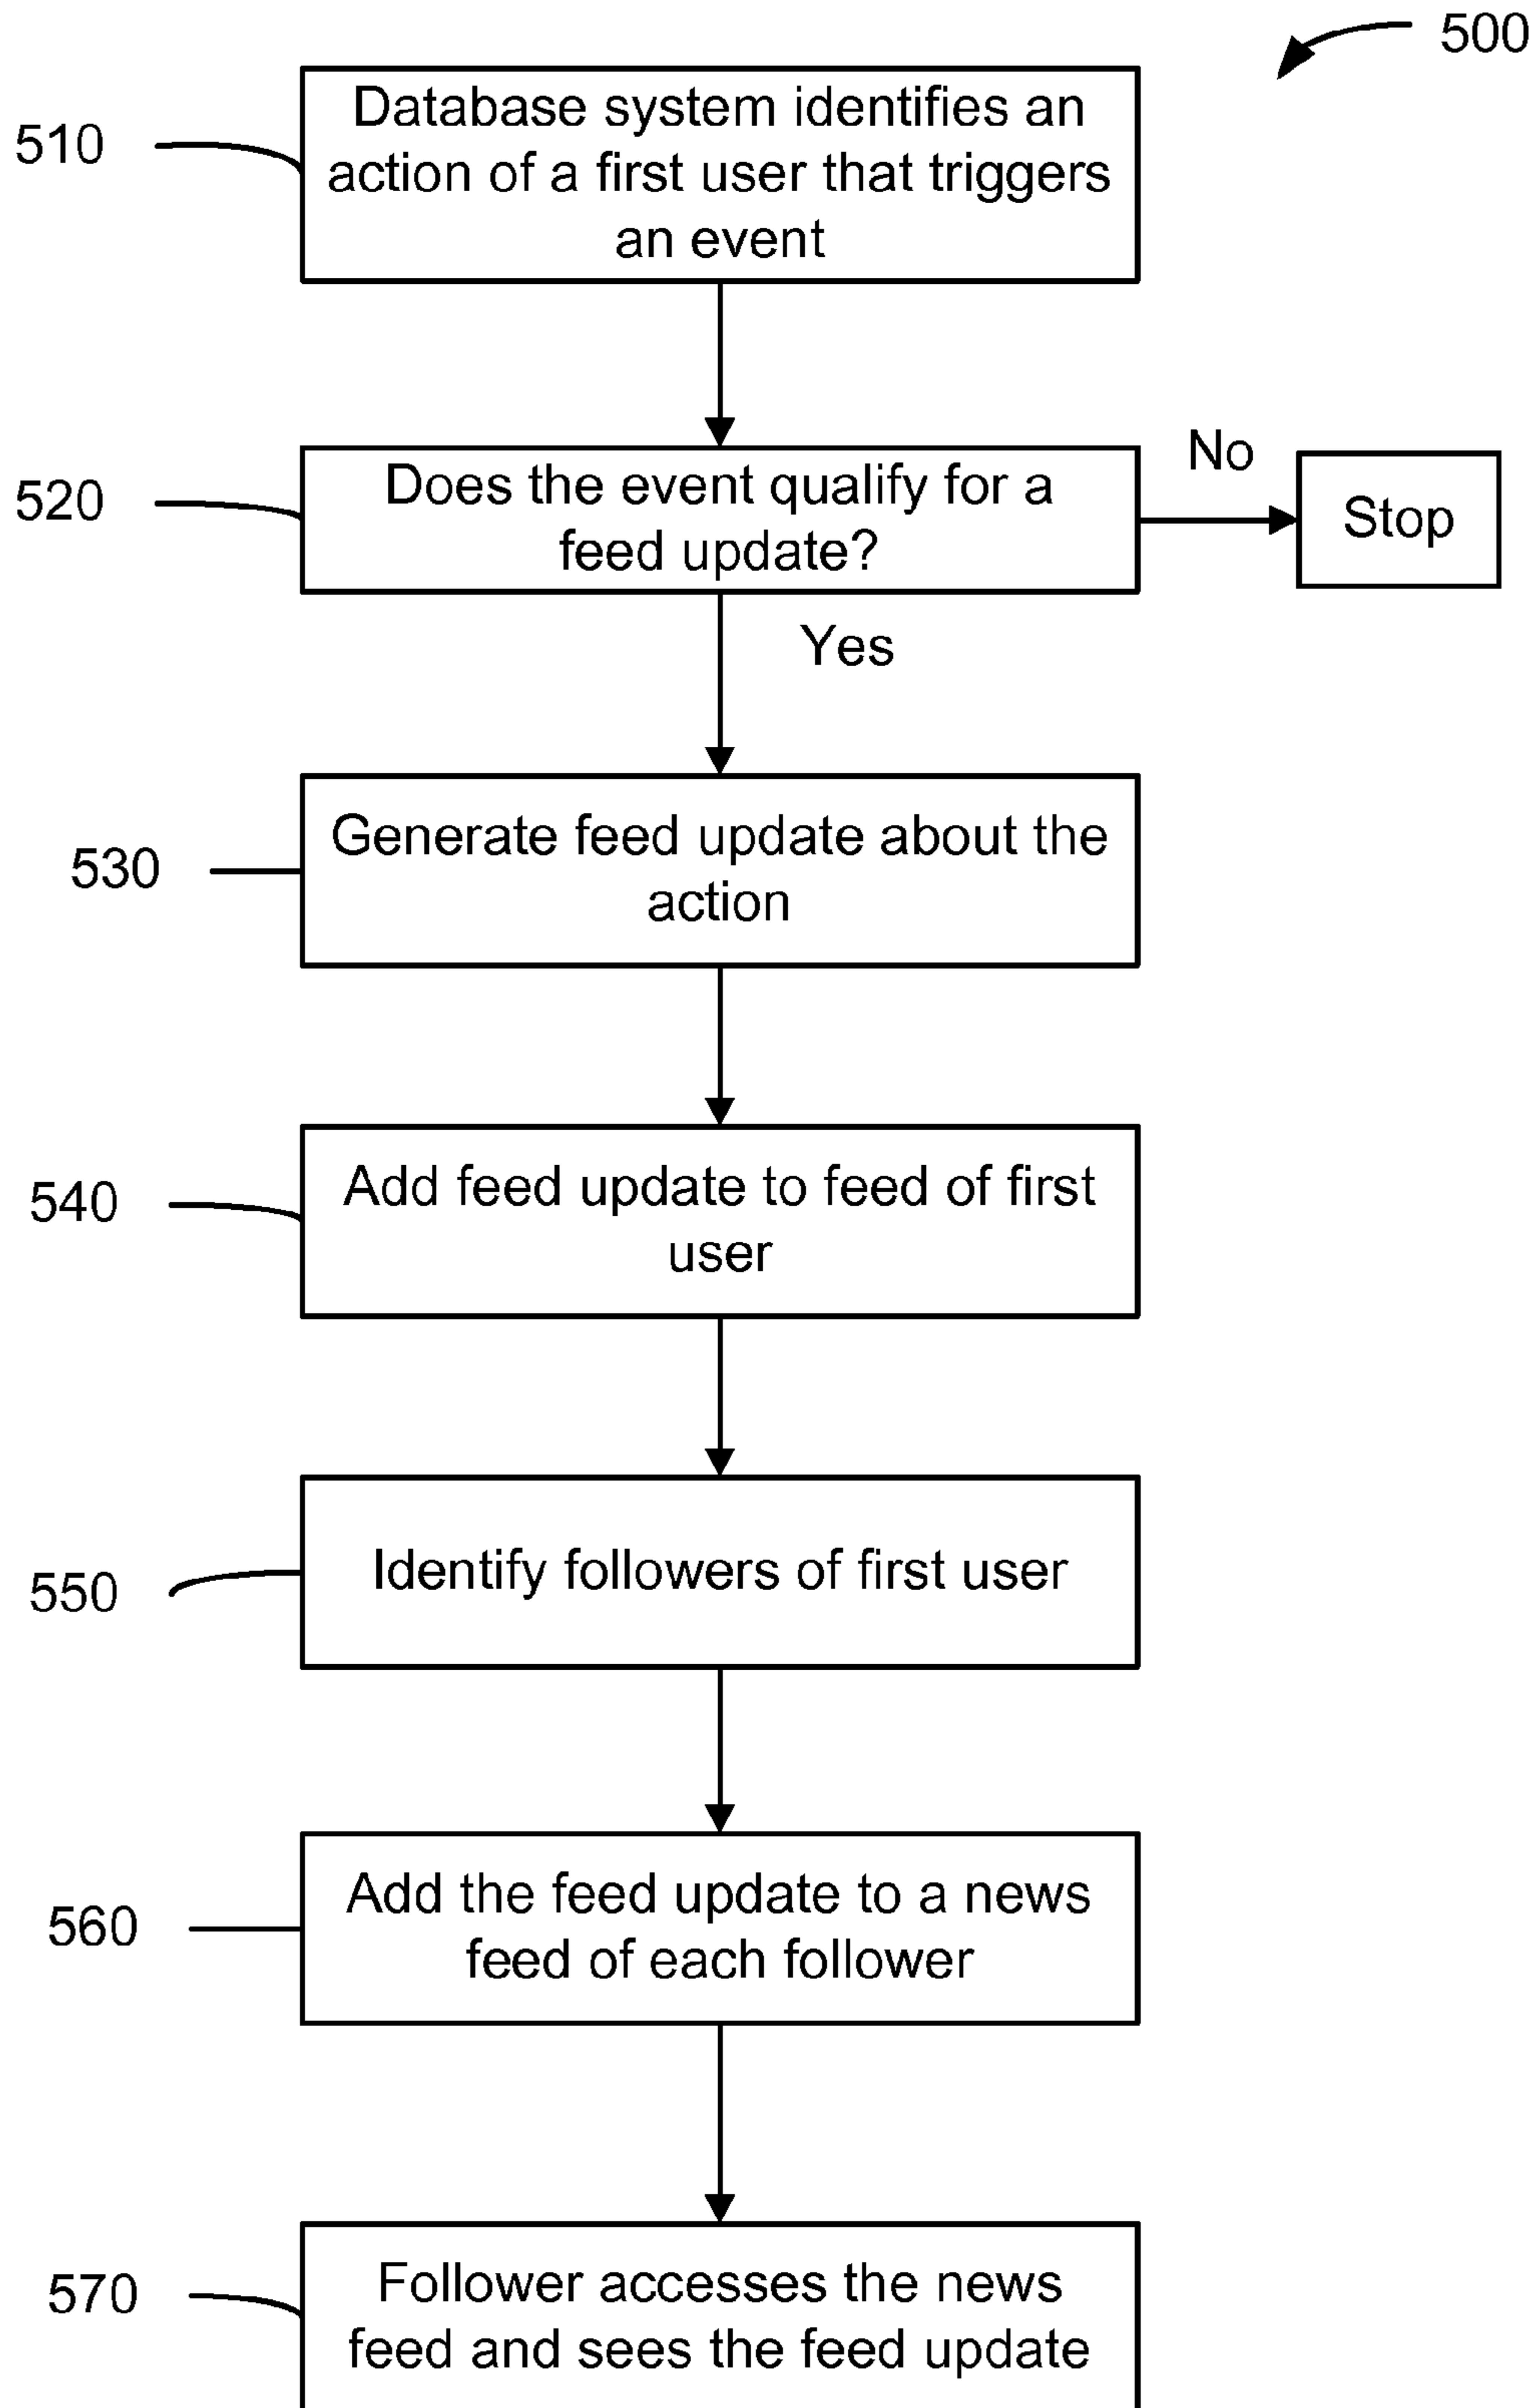 500
510
Database system identifies an
action of a first user that triggers
an event
520
Does the event qualify for a
feed update?
No
Stop
Yes
530
Generate feed update about the
action
540
Add feed update to feed of first
user
550
Identify followers of first user
560
Add the feed update to a news
feed of each follower
570
Follower accesses the news
feed and sees the feed update